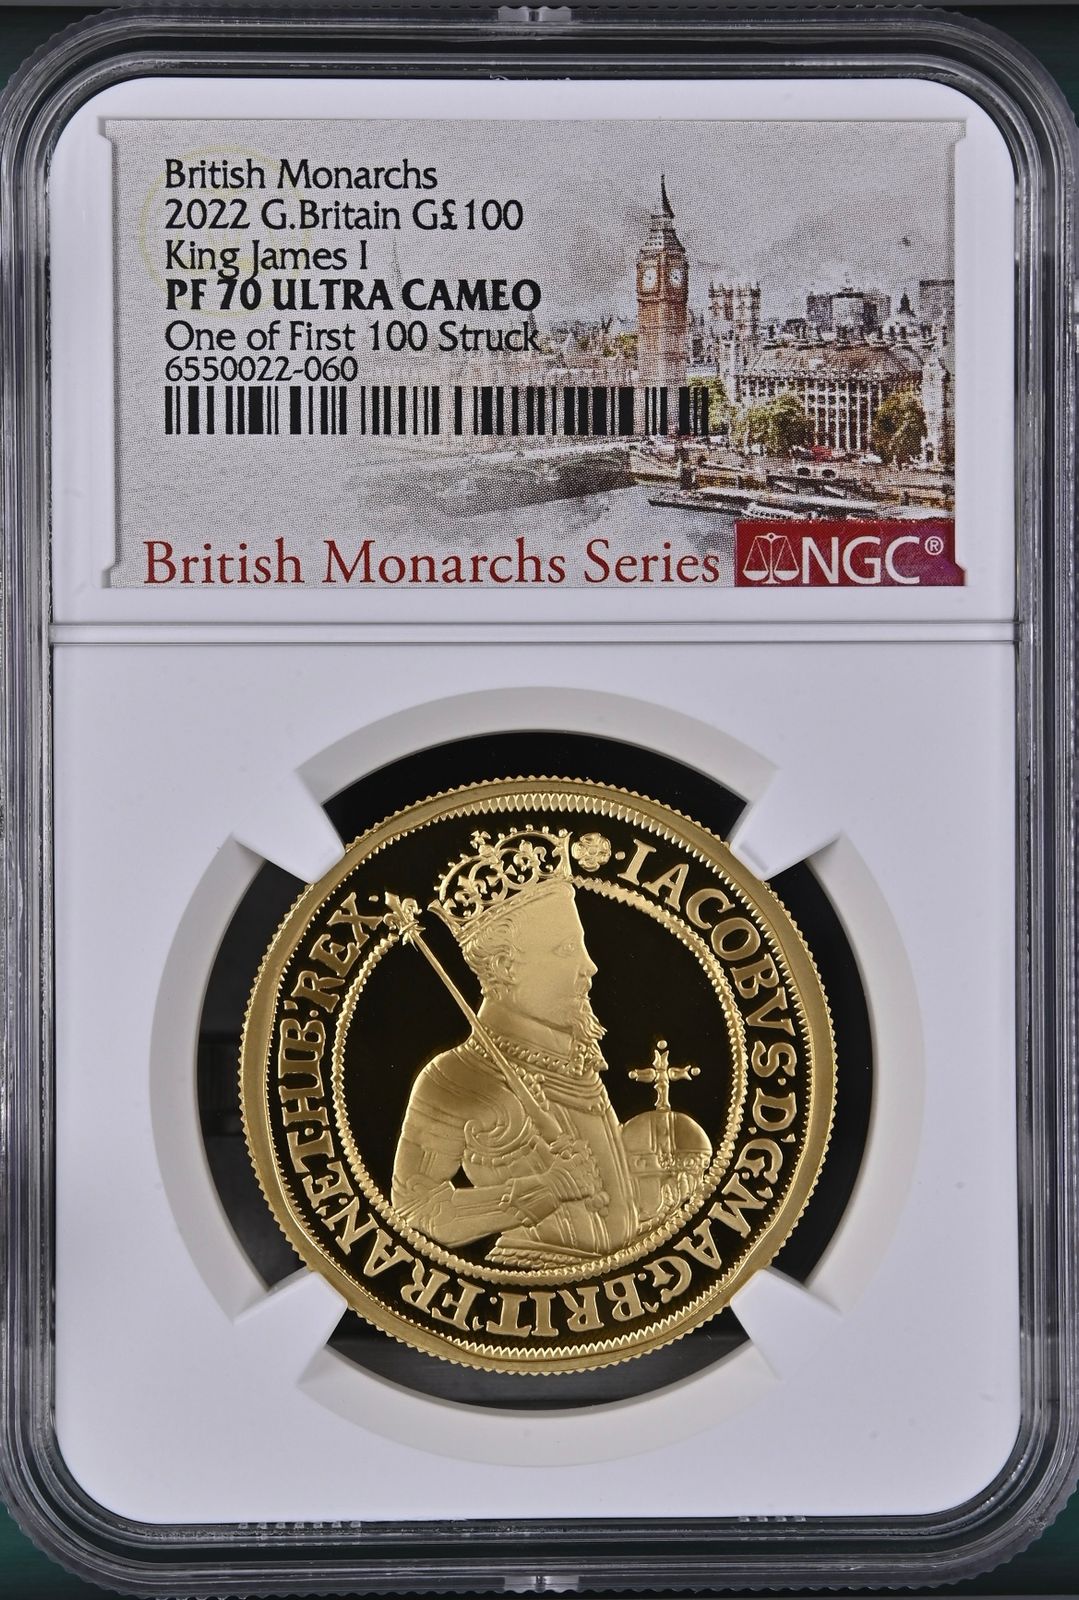 British Monarchs
2022 G.Britain G£100
King James I
PF 70 ULTRA CAMEO
One of First 100 Struck
6550022-060
British Monarchs Series
NGC®
·IACOBVS·D:G:MAG:BRIT:FRAN:ET·HIB:REX·